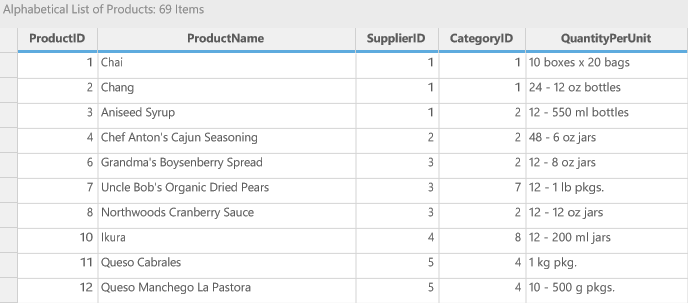 Alphabetical List of Products: 69 Items
ProductID ProductName SupplierID CategoryID QuantityPerUnit
1 Chai 1 1 10 boxes x 20 bags
2 Chang 1 1 24 - 12 oz bottles
3 Aniseed Syrup 1 2 12 - 550 ml bottles
4 Chef Anton's Cajun Seasoning 2 2 48 - 6 oz jars
6 Grandma's Boysenberry Spread 3 2 12 - 8 oz jars
7 Uncle Bob's Organic Dried Pears 3 7 12 - 1 lb pkgs.
8 Northwoods Cranberry Sauce 3 2 12 - 12 oz jars
10 Ikura 4 8 12 - 200 ml jars
11 Queso Cabrales 5 4 1 kg pkg.
12 Queso Manchego La Pastora 5 4 10 - 500 g pkgs.